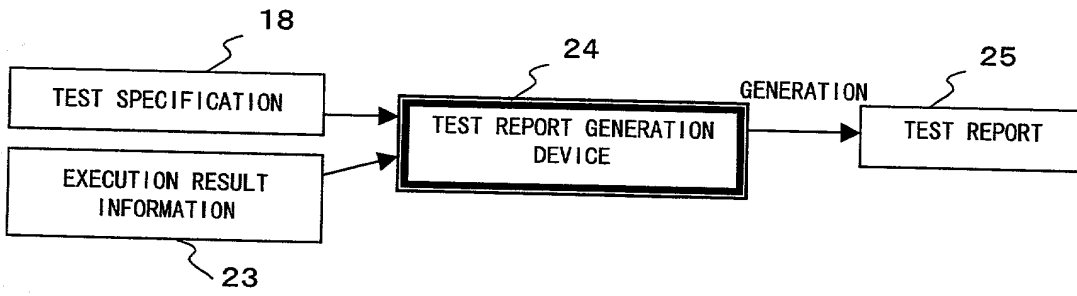 18
TEST SPECIFICATION
EXECUTION RESULT
INFORMATION
23
24
TEST REPORT GENERATION
DEVICE
GENERATION
25
TEST REPORT